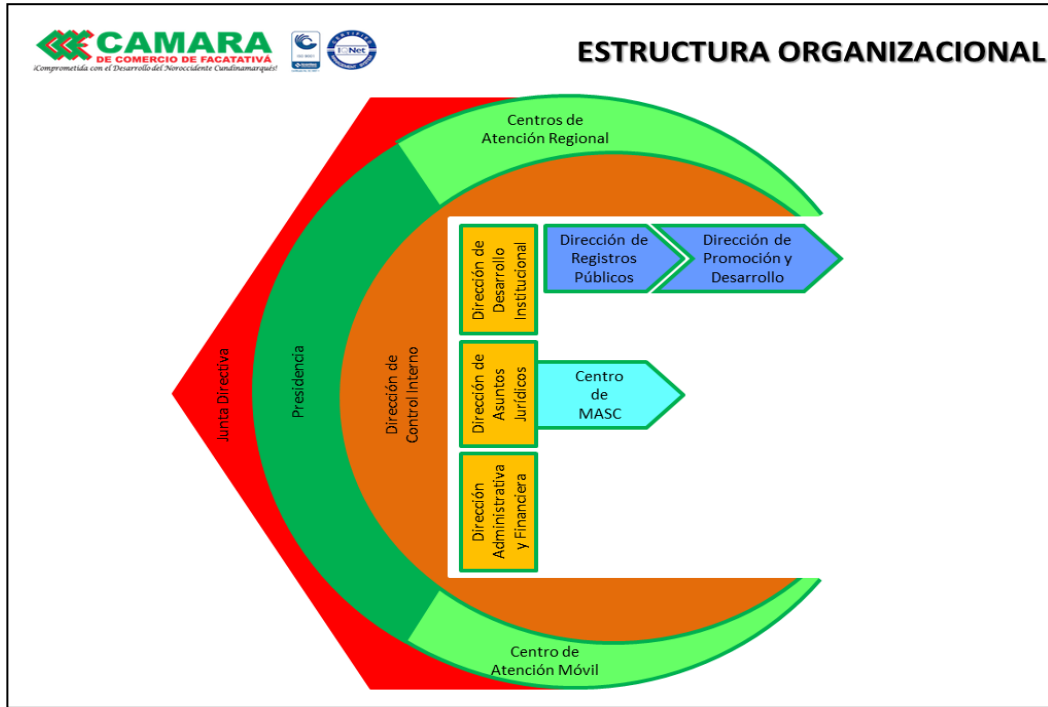 CAMARA
DE COMERCIO DE FACATATIVA
¡Comprometida con el Desarrollo del Noroccidente Cundinamarqués!
CERTIFIED
IQNet
ESTRUCTURA ORGANIZACIONAL
Centros de
Atención Regional
Dirección de
Registros
Públicos
Dirección de
Promoción y
Desarrollo
Dirección de
Desarrollo
Institucional
Junta Directiva
Presidencia
Dirección de
Control Interno
Dirección de
Asuntos
Jurídicos
Centro
de
MASC
Dirección
Administrativa
y Financiera
Centro de
Atención Móvil